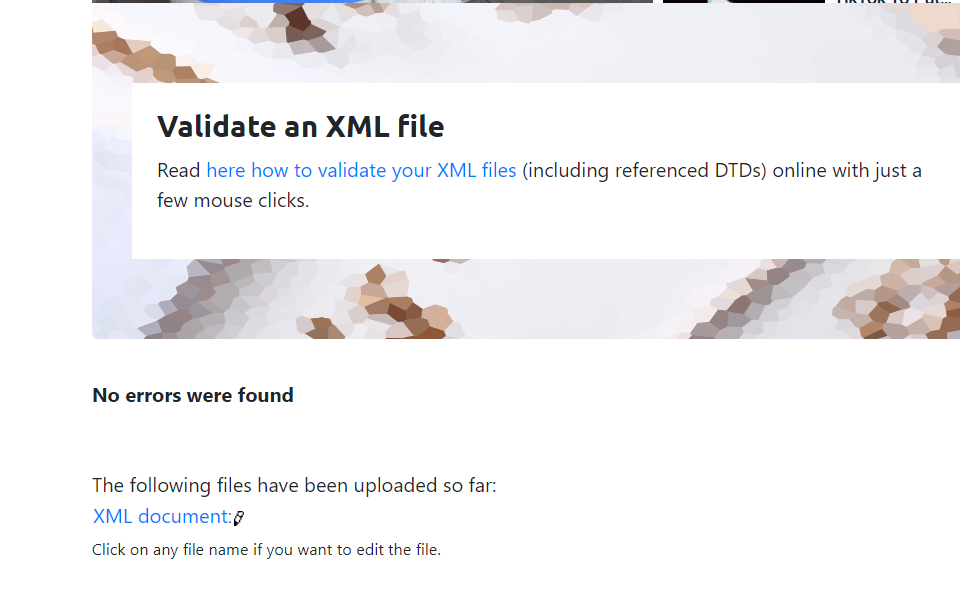 Validate an XML file
Read here how to validate your XML files (including referenced DTDs) online with just a
few mouse clicks.
No errors were found
The following files have been uploaded so far:
XML document:
Click on any file name if you want to edit the file.